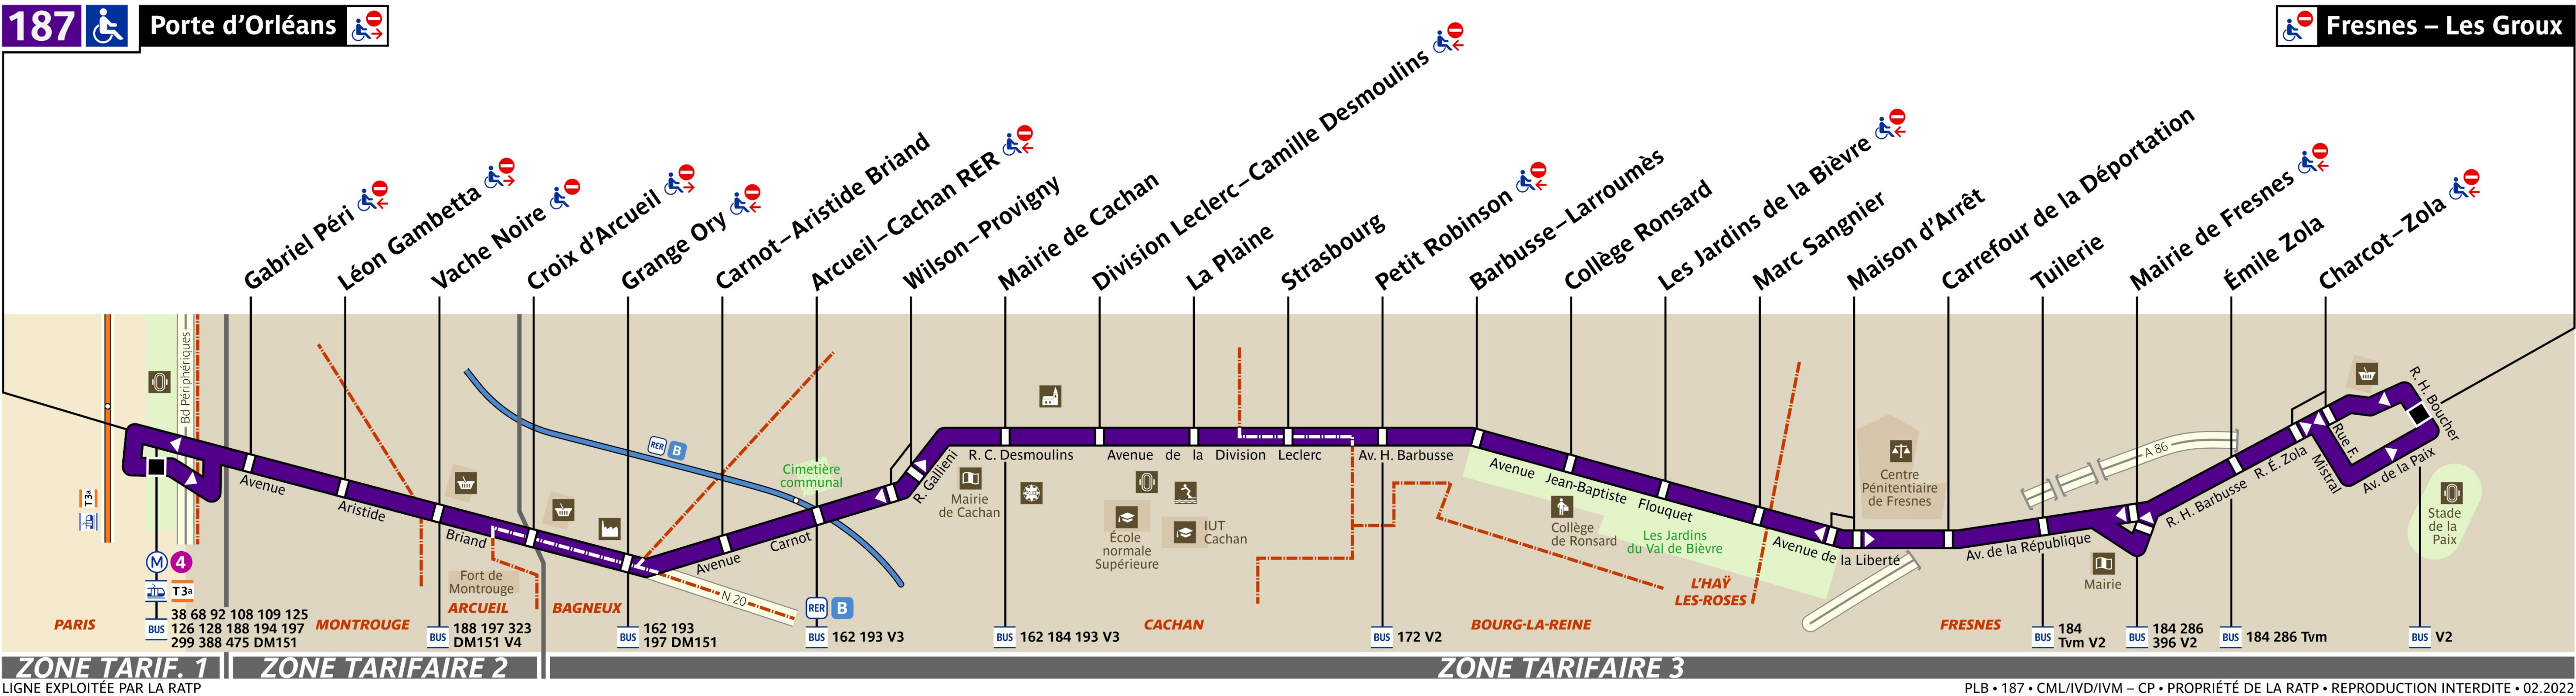 187
Porte d'Orléans
Fresnes – Les Groux
Gabriel Péri
Léon Gambetta
Vache Noire
Croix d'Arcueil
Grange Ory
Carnot – Aristide Briand
Arcueil – Cachan RER
Wilson – Provigny
Mairie de Cachan
Division Leclerc – Camille Desmoulins
La Plaine
Strasbourg
Petit Robinson
Barbusse – Larroumès
Collège Ronsard
Les Jardins de la Bièvre
Marc Sangnier
Maison d'Arrêt
Carrefour de la Déportation
Tuilerie
Mairie de Fresnes
Émile Zola
Charcot – Zola
Bd Périphériques
Avenue
Aristide
Briand
Avenue
Carnot
R. Gallieni
R. C. Desmoulins
Avenue de la Division Leclerc
Av. H. Barbusse
Avenue Jean-Baptiste Flouquet
Avenue de la Liberté
Av. de la République
R. H. Barbusse
R. É. Zola
Rue F.
Mistral
Av. de la Paix
R. H. Boucher
RER B
Cimetière
communal
Mairie
de Cachan
École
normale
Supérieure
IUT
Cachan
Collège
de Ronsard
Les Jardins
du Val de Bièvre
Centre
Pénitentiaire
de Fresnes
A 86
Mairie
Stade
de la
Paix
Fort de
Montrouge
N 20
T3a
M 4
T3a
BUS
38 68 92 108 109 125
126 128 188 194 197
299 388 475 DM151
BUS
188 197 323
DM151 V4
BUS
162 193
197 DM151
RER B
BUS 162 193 V3
BUS 162 184 193 V3
BUS 172 V2
BUS
184
Tvm V2
BUS
184 286
396 V2
BUS 184 286 Tvm
BUS V2
PARIS
MONTROUGE
ARCUEIL
BAGNEUX
CACHAN
BOURG-LA-REINE
L'HAŸ
LES-ROSES
FRESNES
ZONE TARIF. 1
ZONE TARIFAIRE 2
ZONE TARIFAIRE 3
LIGNE EXPLOITÉE PAR LA RATP
PLB • 187 • CML/IVD/IVM – CP • PROPRIÉTÉ DE LA RATP • REPRODUCTION INTERDITE • 02.2022